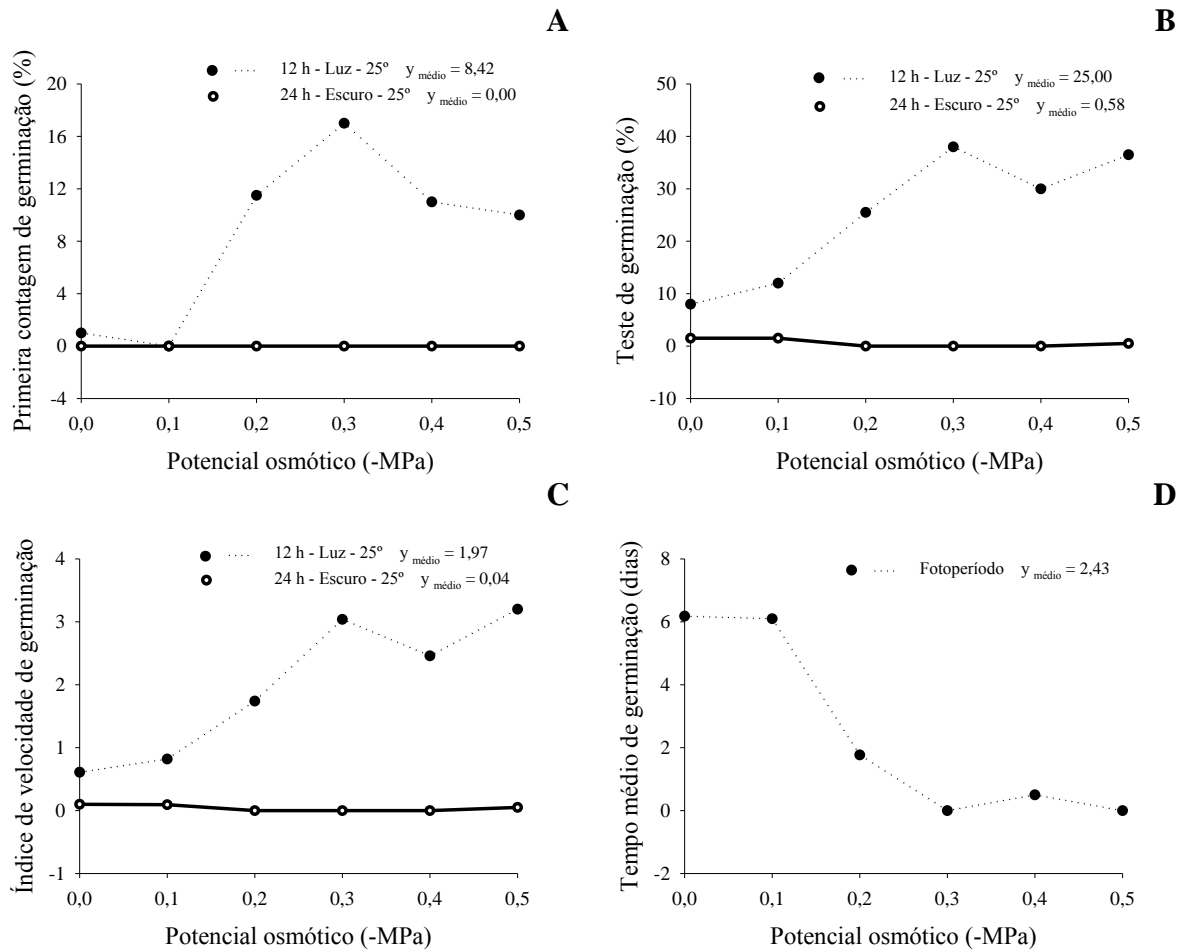 A
12 h - Luz - 25º y médio = 8,42
24 h - Escuro - 25º y médio = 0,00
Primeira contagem de germinação (%)
20
16
12
8
4
0
-4
0,0 0,1 0,2 0,3 0,4 0,5
Potencial osmótico (-MPa)
B
12 h - Luz - 25º y médio = 25,00
24 h - Escuro - 25º y médio = 0,58
Teste de germinação (%)
50
40
30
20
10
0
-10
0,0 0,1 0,2 0,3 0,4 0,5
Potencial osmótico (-MPa)
C
12 h - Luz - 25º y médio = 1,97
24 h - Escuro - 25º y médio = 0,04
Índice de velocidade de germinação
4
3
2
1
0
-1
0,0 0,1 0,2 0,3 0,4 0,5
Potencial osmótico (-MPa)
D
Fotoperíodo y médio = 2,43
Tempo médio de germinação (dias)
8
6
4
2
0
-2
0,0 0,1 0,2 0,3 0,4 0,5
Potencial osmótico (-MPa)